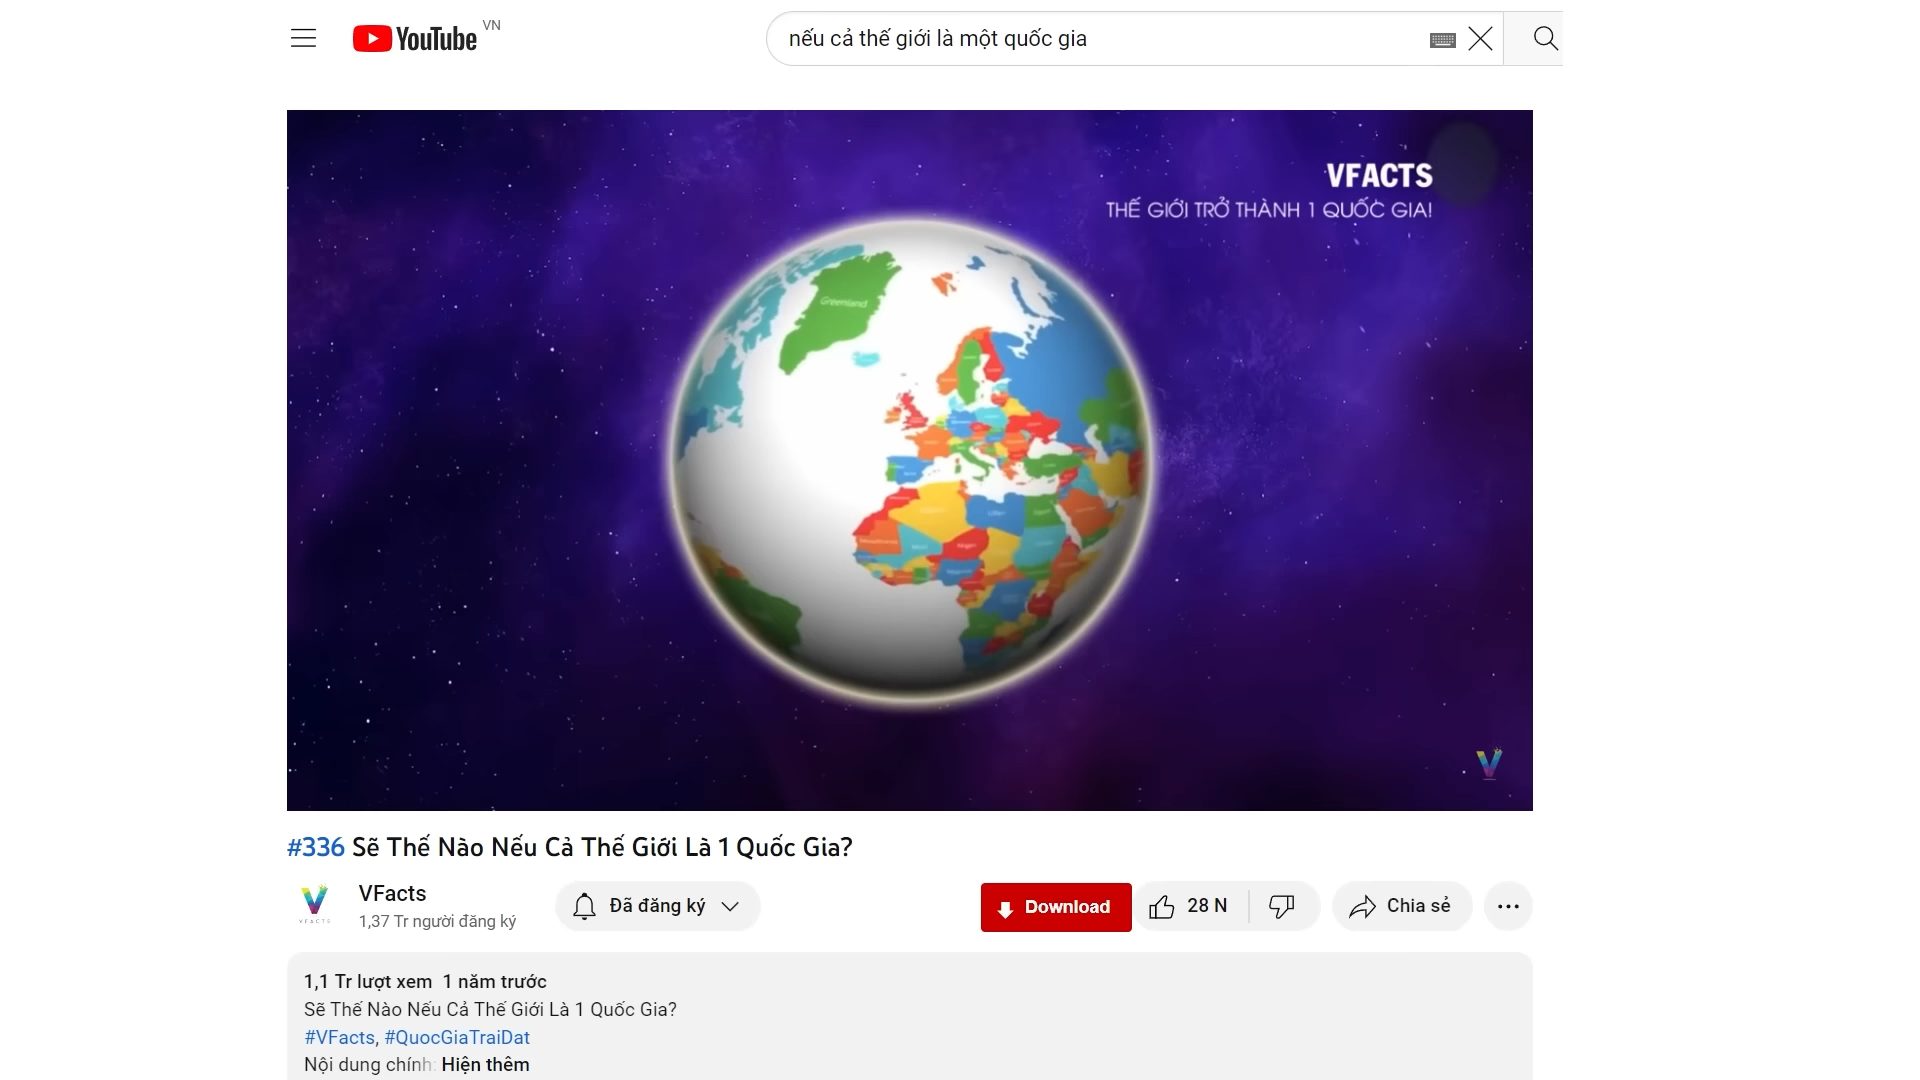 YouTube VN
nếu cả thế giới là một quốc gia
VFACTS
THẾ GIỚI TRỞ THÀNH 1 QUỐC GIA!
Greenland
#336 Sẽ Thế Nào Nếu Cả Thế Giới Là 1 Quốc Gia?
VFacts
1,37 Tr người đăng ký
Đã đăng ký
Download
28 N
Chia sẻ
VFACTS
1,1 Tr lượt xem 1 năm trước
Sẽ Thế Nào Nếu Cả Thế Giới Là 1 Quốc Gia?
#VFacts, #QuocGiaTraiDat
Nội dung chính: Hiện thêm